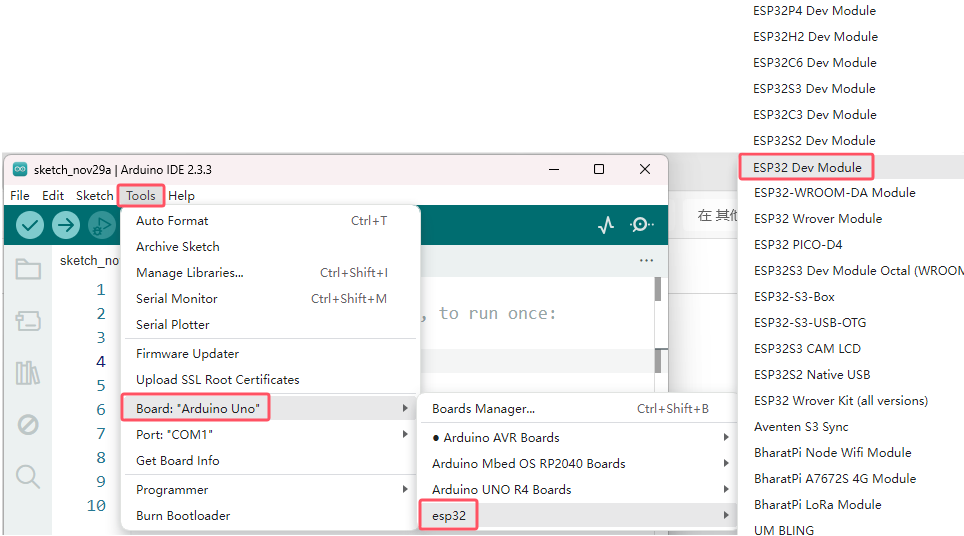 sketch_nov29a | Arduino IDE 2.3.3
File Edit Sketch Tools Help
Auto Format Ctrl+T
Archive Sketch
Manage Libraries... Ctrl+Shift+I
Serial Monitor Ctrl+Shift+M
Serial Plotter
Firmware Updater
Upload SSL Root Certificates
Board: "Arduino Uno"
Port: "COM1"
Get Board Info
Programmer
Burn Bootloader
sketch_no
1
2
3
4
5
6
7
8
9
10
, to run once:
Boards Manager... Ctrl+Shift+B
● Arduino AVR Boards
Arduino Mbed OS RP2040 Boards
Arduino UNO R4 Boards
esp32
在 其他
ESP32P4 Dev Module
ESP32H2 Dev Module
ESP32C6 Dev Module
ESP32S3 Dev Module
ESP32C3 Dev Module
ESP32S2 Dev Module
ESP32 Dev Module
ESP32-WROOM-DA Module
ESP32 Wrover Module
ESP32 PICO-D4
ESP32S3 Dev Module Octal (WROOM
ESP32-S3-Box
ESP32-S3-USB-OTG
ESP32S3 CAM LCD
ESP32S2 Native USB
ESP32 Wrover Kit (all versions)
Aventen S3 Sync
BharatPi Node Wifi Module
BharatPi A7672S 4G Module
BharatPi LoRa Module
UM BLING